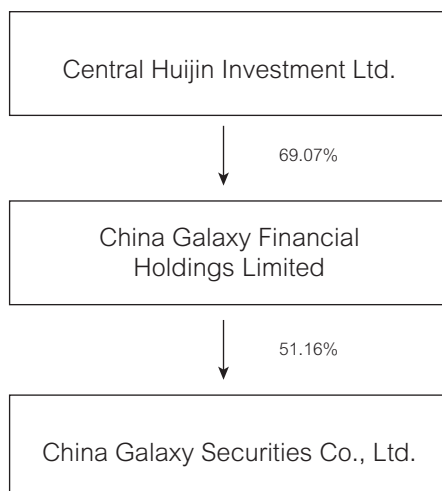 Central Huijin Investment Ltd.
69.07%
China Galaxy Financial
Holdings Limited
51.16%
China Galaxy Securities Co., Ltd.